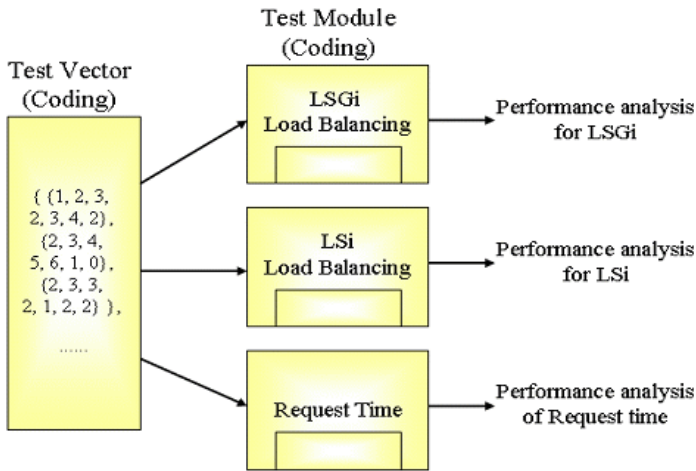 Test Vector
(Coding)
{ {1, 2, 3,
2, 3, 4, 2},
{2, 3, 4,
5, 6, 1, 0},
{2, 3, 3,
2, 1, 2, 2} },
......
Test Module
(Coding)
LSGi
Load Balancing
LSi
Load Balancing
Request Time
Performance analysis
for LSGi
Performance analysis
for LSi
Performance analysis
of Request time